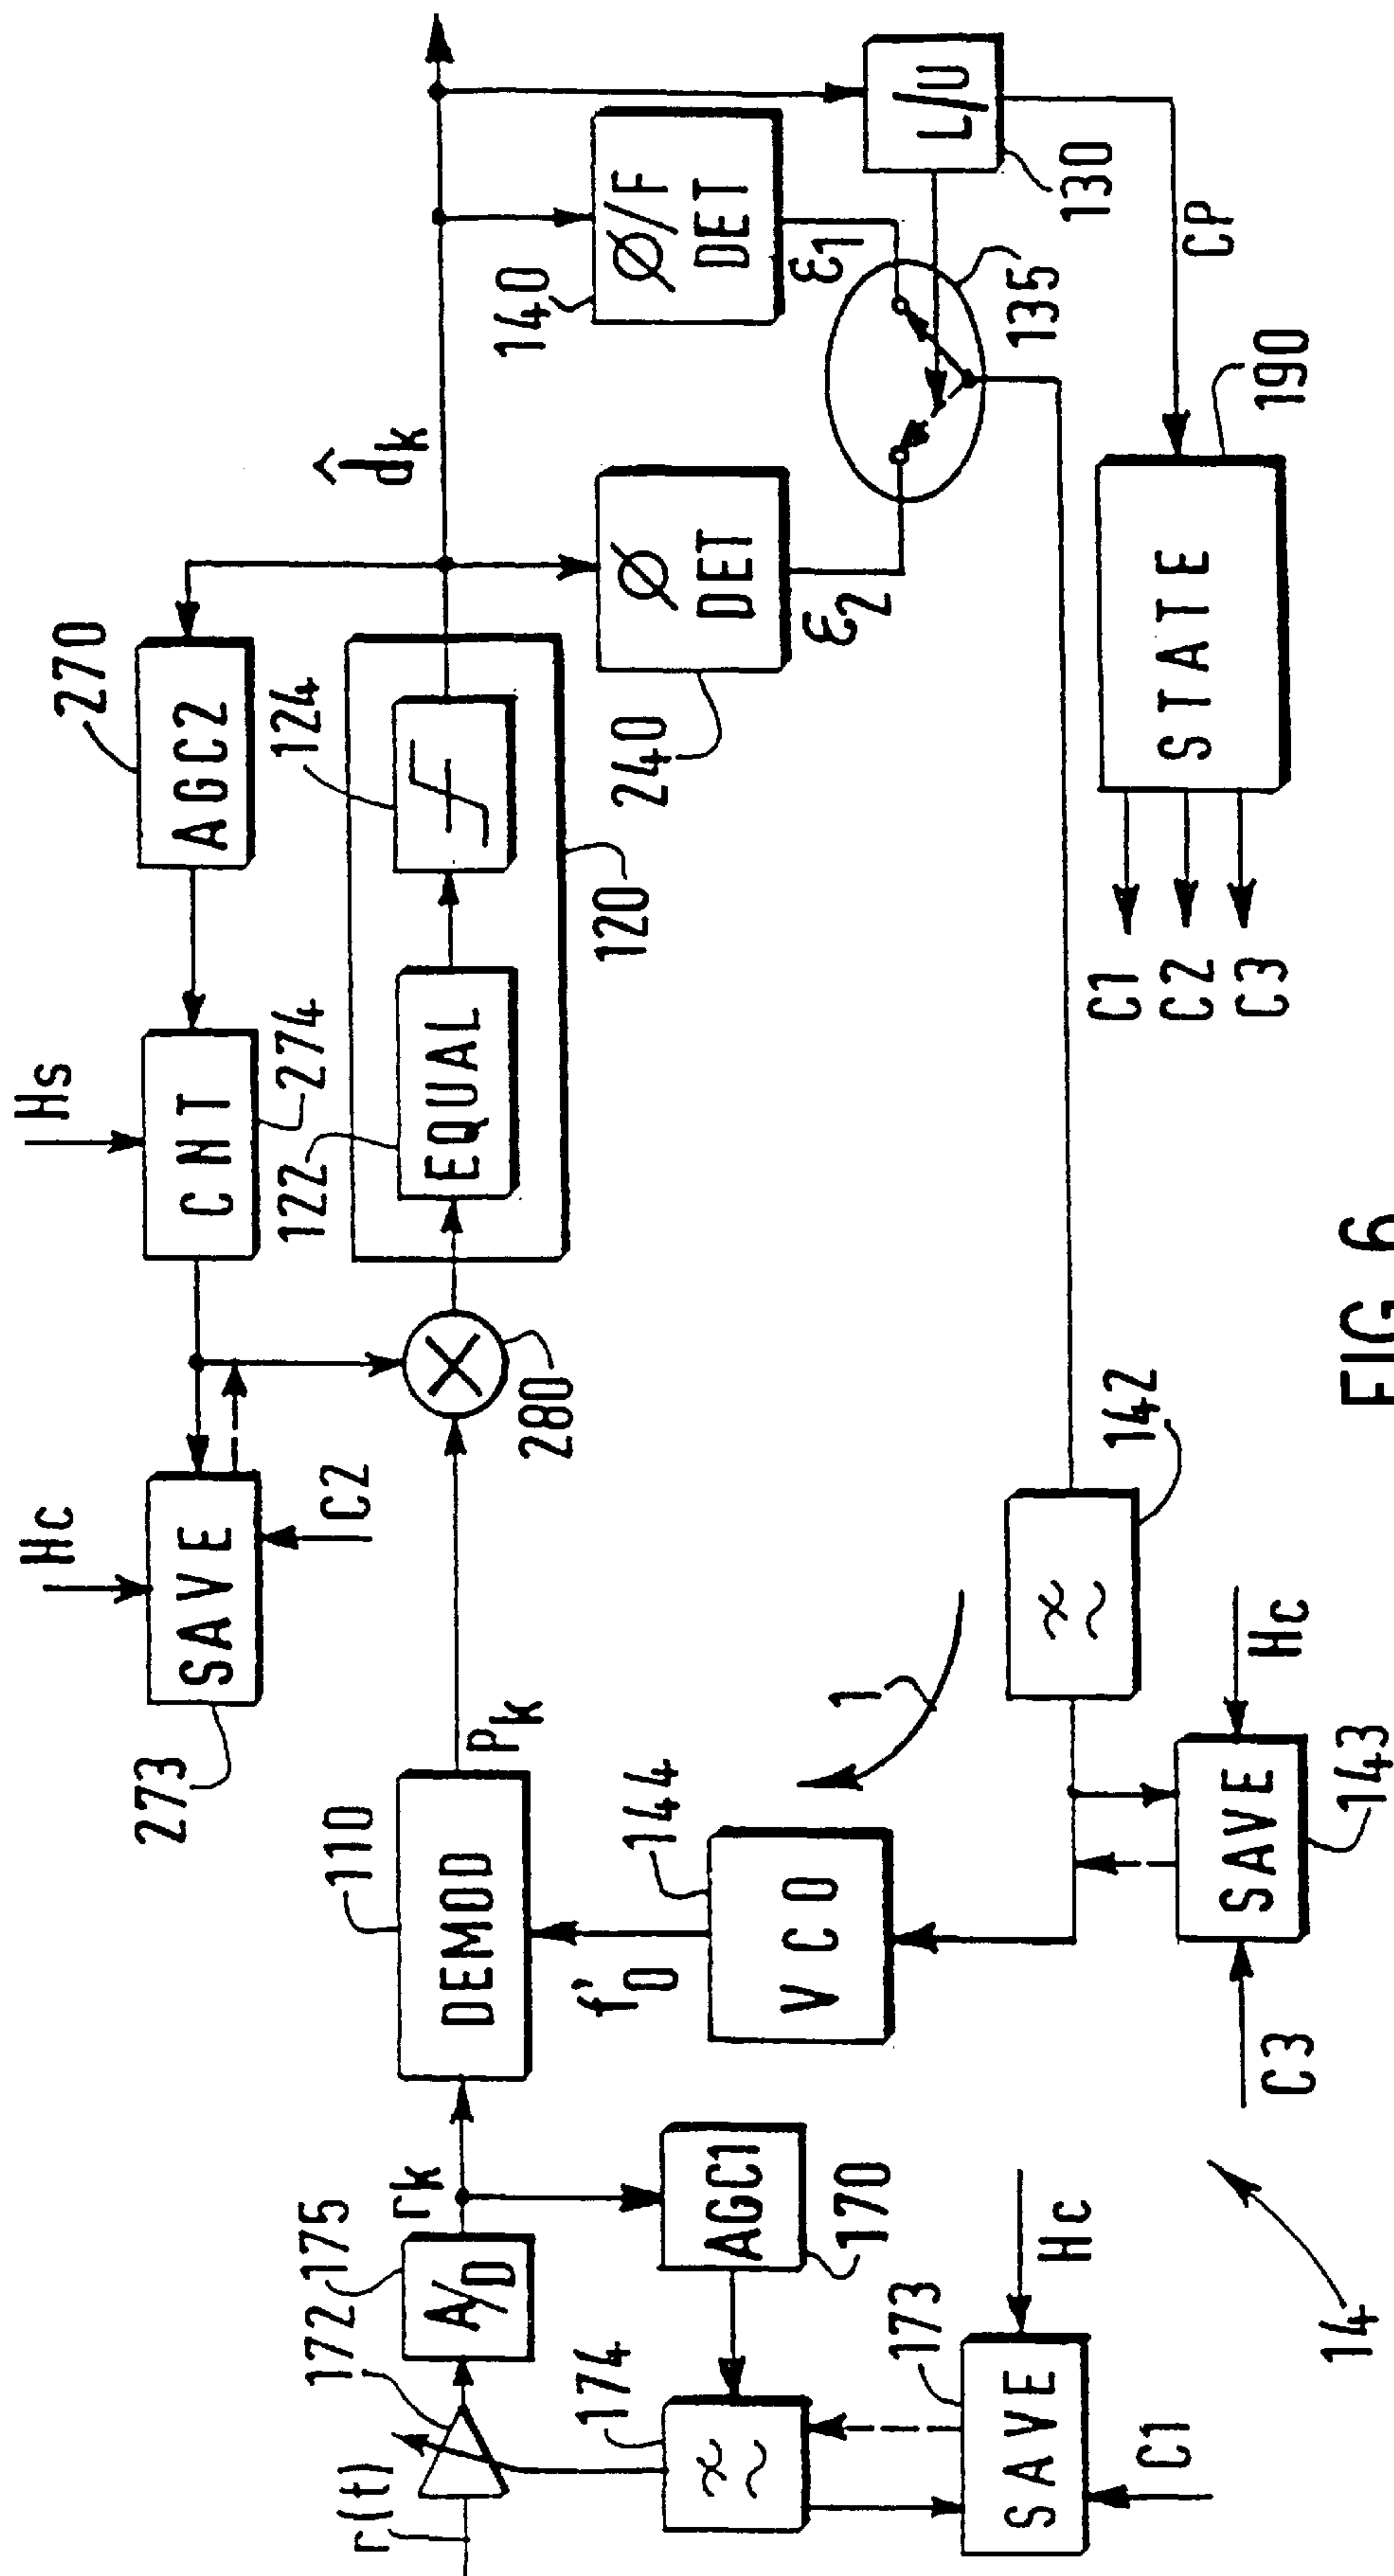 Hc
Hs
273
SAVE
CNT
274
AGC2
270
C2
r(t)
172
175
A/D
rk
110
DEMOD
Pk
280
122
EQUAL
124
120
d̂k
174
AGC1
170
f'0
144
VCO
1
240
Ø
DET
140
Ø/F
DET
ε2
ε1
L/U
130
135
173
SAVE
Hc
C1
142
C3
SAVE
143
Hc
C1
C2
C3
STATE
190
CP
14
FIG. 6